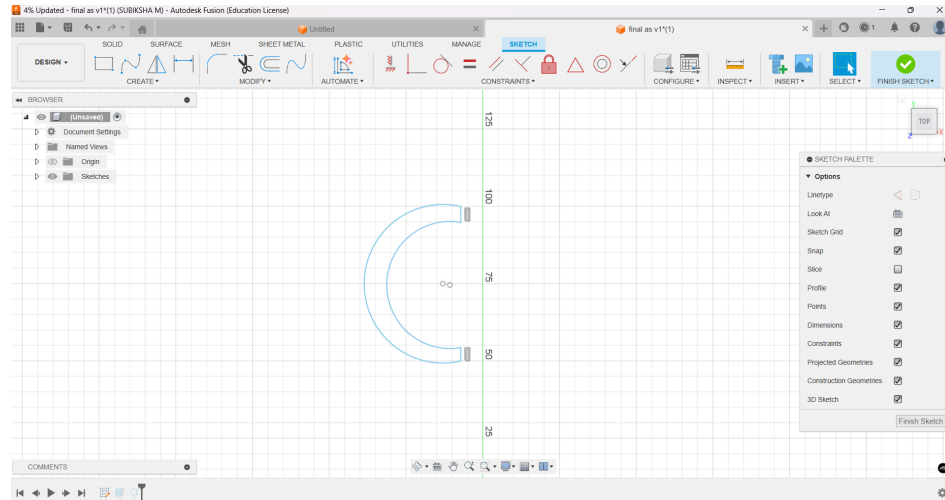 4% Updated - final as v1*(1) (SUBIKSHA M) - Autodesk Fusion (Education License)
Untitled
final as v1*(1)
1
DESIGN
SOLID SURFACE MESH SHEET METAL PLASTIC UTILITIES MANAGE SKETCH
CREATE MODIFY AUTOMATE CONSTRAINTS CONFIGURE INSPECT INSERT SELECT FINISH SKETCH
BROWSER
(Unsaved)
Document Settings
Named Views
Origin
Sketches
125
100
75
50
25
TOP
Y
X
Z
SKETCH PALETTE
Options
Linetype
Look At
Sketch Grid
Snap
Slice
Profile
Points
Dimensions
Constraints
Projected Geometries
Construction Geometries
3D Sketch
Finish Sketch
COMMENTS